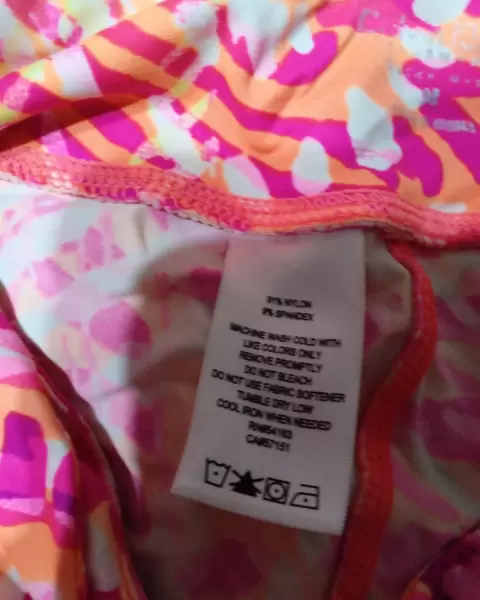 91% NYLON
9% SPANDEX
MACHINE WASH COLD WITH
LIKE COLORS ONLY
REMOVE PROMPTLY
DO NOT BLEACH
DO NOT USE FABRIC SOFTENER
TUMBLE DRY LOW
COOL IRON WHEN NEEDED
RN#54163
CA#57151